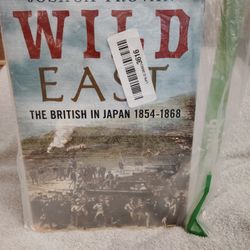 WILD
EAST
THE BRITISH IN JAPAN 1854-1868